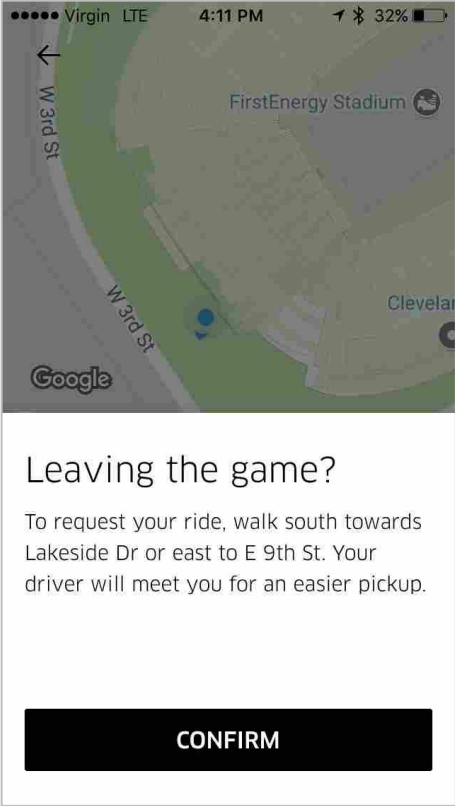 Virgin LTE 4:11 PM 32%
FirstEnergy Stadium
W 3rd St
W 3rd St
Clevelan
Google
Leaving the game?
To request your ride, walk south towards
Lakeside Dr or east to E 9th St. Your
driver will meet you for an easier pickup.
CONFIRM